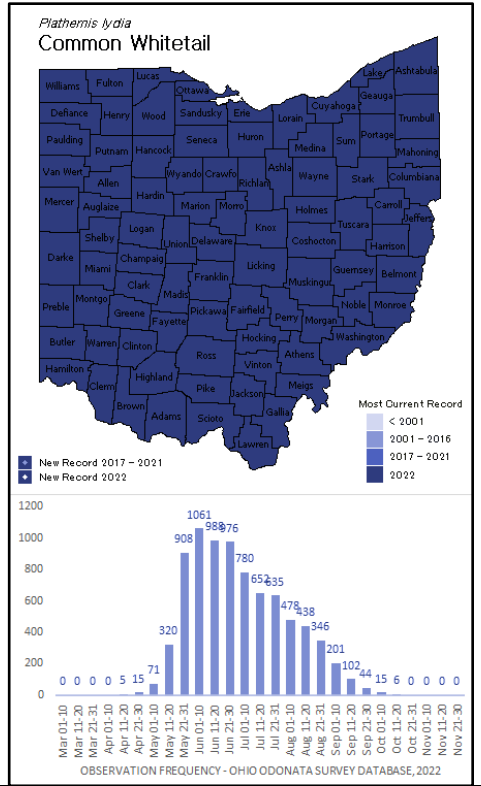 Plathemis lydia
Common Whitetail
Williams Fulton Lucas Ottawa Lake Ashtabula
Geauga
Defiance Henry Wood Sandusky Erie Lorain Cuyahoga Trumbull
Paulding Putnam Hancock Seneca Huron Medina Sum Portage Mahoning
Van Wert Allen Wyando Crawfo Richlan Ashla Wayne Stark Columbiana
Mercer Auglaize Hardin Marion Morro Holmes Tuscara Carroll Jeffers
Shelby Logan Union Delaware Knox Coshocton Harrison
Darke Miami Champaig Licking Guernsey Belmont
Clark Madis Franklin Muskingu
Preble Montgo Greene Fayette Pickawa Fairfield Perry Morgan Noble Monroe
Butler Warren Clinton Hocking Washington
Hamilton Clerm Highland Ross Vinton Athens
Brown Adams Pike Scioto Jackson Gallia Meigs
Lawren
Most Current Record
< 2001
2001 – 2016
2017 – 2021
2022
New Record 2017 – 2021
New Record 2022
1200
1000
800
600
400
200
0
0 0 0 0 5 15 71 320 908 1061 988 976 780 652 635 478 438 346 201 102 44 15 6 0 0 0 0
Mar 01-10
Mar 11-20
Mar 21-31
Apr 01-10
Apr 11-20
Apr 21-30
May 01-10
May 11-20
May 21-31
Jun 01-10
Jun 11-20
Jun 21-30
Jul 01-10
Jul 11-20
Jul 21-31
Aug 01-10
Aug 11-20
Aug 21-31
Sep 01-10
Sep 11-20
Sep 21-30
Oct 01-10
Oct 11-20
Oct 21-31
Nov 01-10
Nov 11-20
Nov 21-30
OBSERVATION FREQUENCY - OHIO ODONATA SURVEY DATABASE, 2022